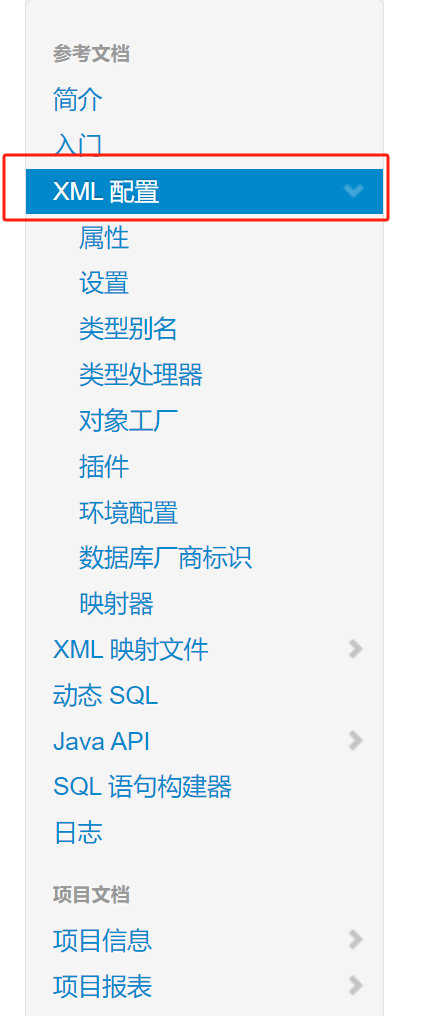 参考文档
简介
入门
XML 配置
属性
设置
类型别名
类型处理器
对象工厂
插件
环境配置
数据库厂商标识
映射器
XML 映射文件
动态 SQL
Java API
SQL 语句构建器
日志
项目文档
项目信息
项目报表